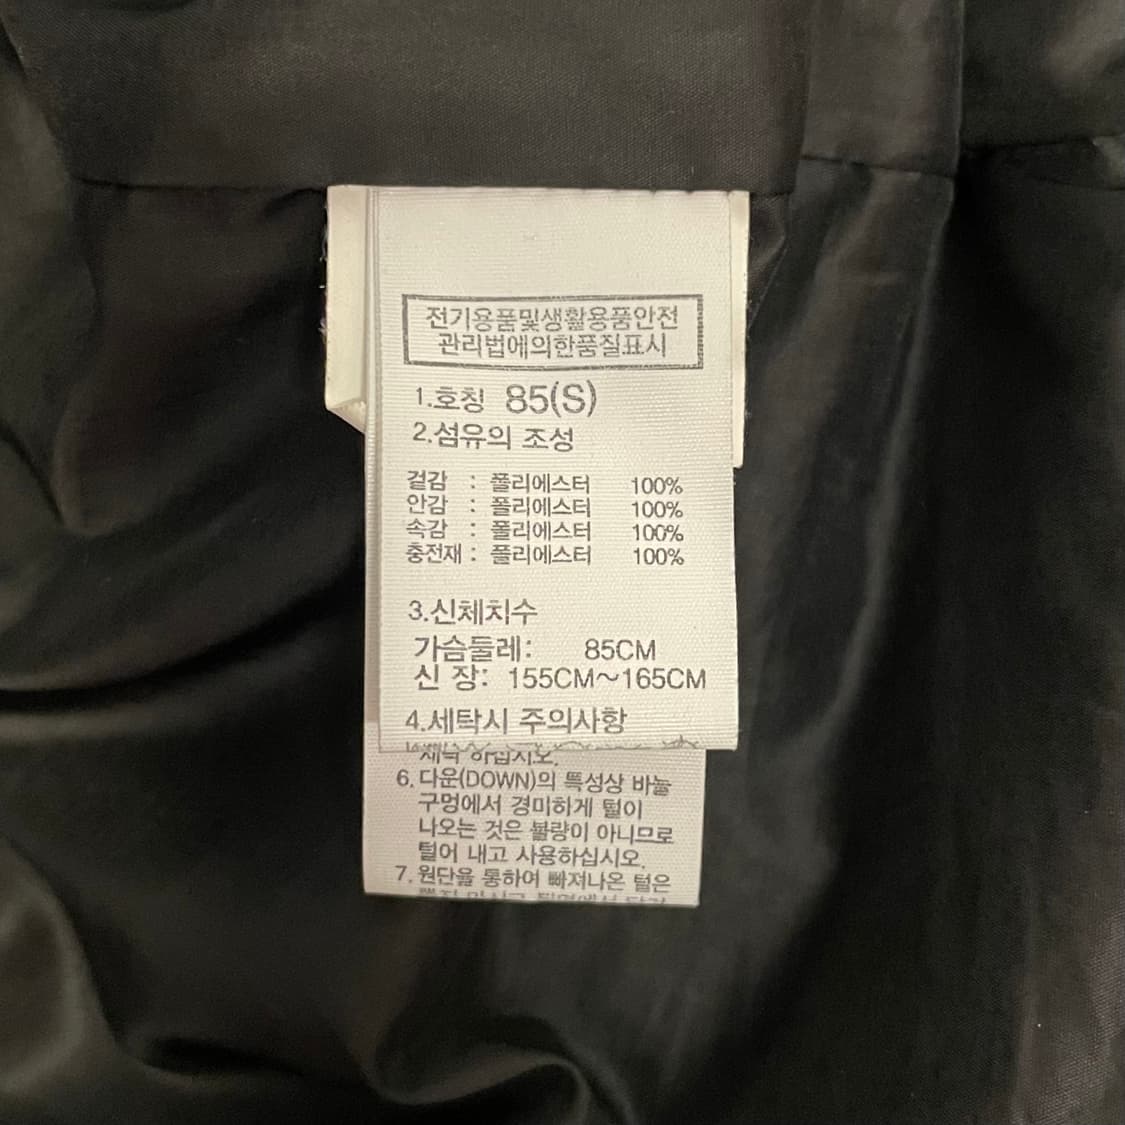 전기용품및생활용품안전
관리법에의한품질표시
1.호칭 85(S)
2.섬유의 조성
겉감 : 폴리에스터 100%
안감 : 폴리에스터 100%
속감 : 폴리에스터 100%
충전재 : 폴리에스터 100%
3.신체치수
가슴둘레: 85CM
신 장: 155CM~165CM
4.세탁시 주의사항
하십시오.
6. 다운(DOWN)의 특성상 바늘
구멍에서 경미하게 털이
나오는 것은 불량이 아니므로
털어 내고 사용하십시오.
7. 원단을 통하여 빠져나온 털은